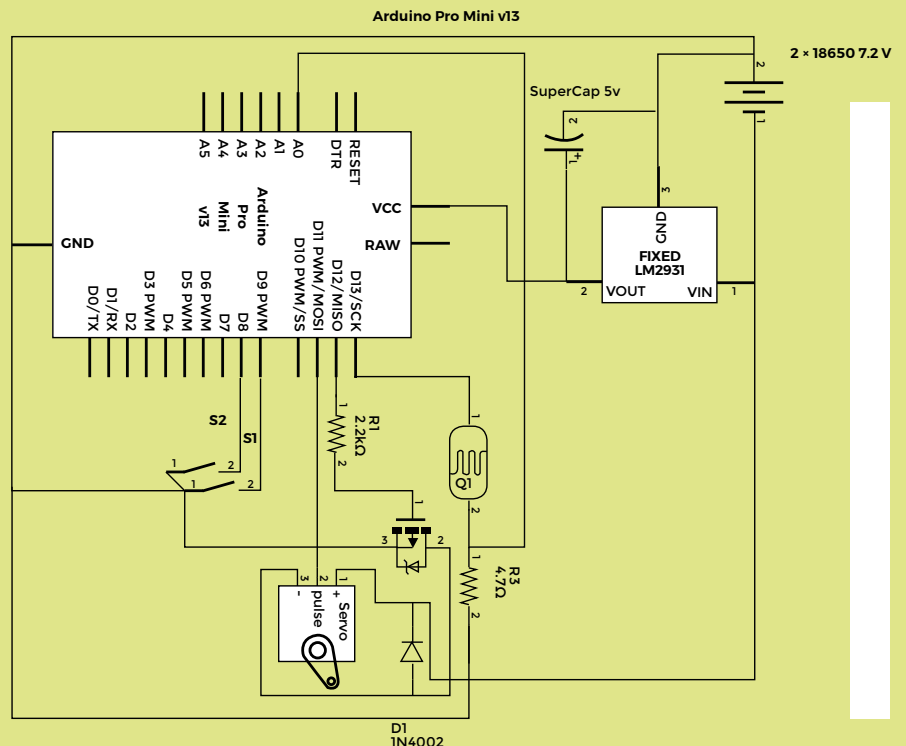 Arduino Pro Mini v13
2 × 18650 7.2 V
2
1
SuperCap 5v
2
+
1
A5
A4
A3
A2
A1
A0
DTR
RESET
Arduino
Pro
Mini
v13
VCC
RAW
GND
3
GND
FIXED
LM2931
VOUT
VIN
2
1
D0/TX
D1/RX
D2
D3 PWM
D4
D5 PWM
D6 PWM
D7
D8
D9 PWM
D10 PWM/SS
D11 PWM/MOSI
D12/MISO
D13/SCK
S2
S1
1
2
1
2
1
R1
2.2kΩ
2
1
Q1
2
1
3
2
1
R3
4.7Ω
2
3
2
1
-
pulse
+
Servo
D1
1N4002